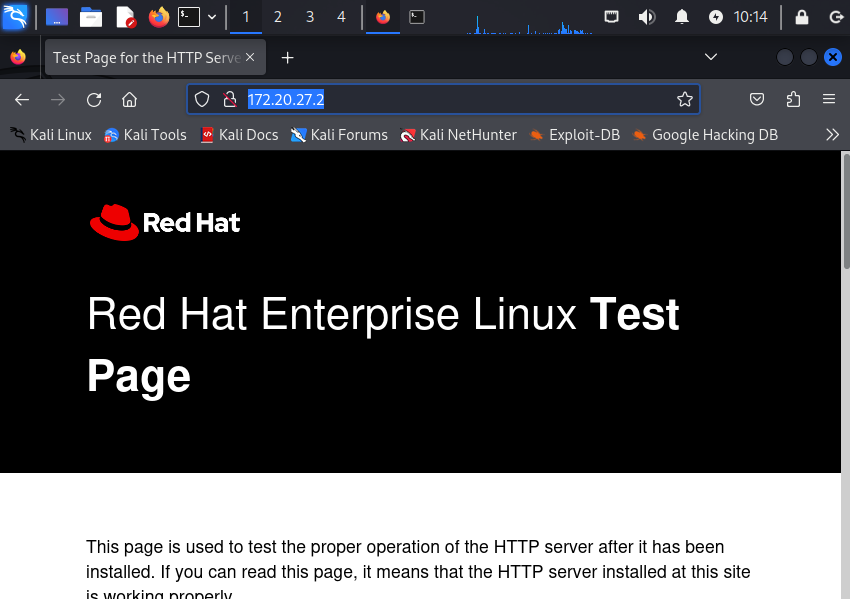 1 2 3 4 10:14
Test Page for the HTTP Serve
172.20.27.2
Kali Linux Kali Tools Kali Docs Kali Forums Kali NetHunter Exploit-DB Google Hacking DB
Red Hat
Red Hat Enterprise Linux Test
Page
This page is used to test the proper operation of the HTTP server after it has been
installed. If you can read this page, it means that the HTTP server installed at this site
is working properly.